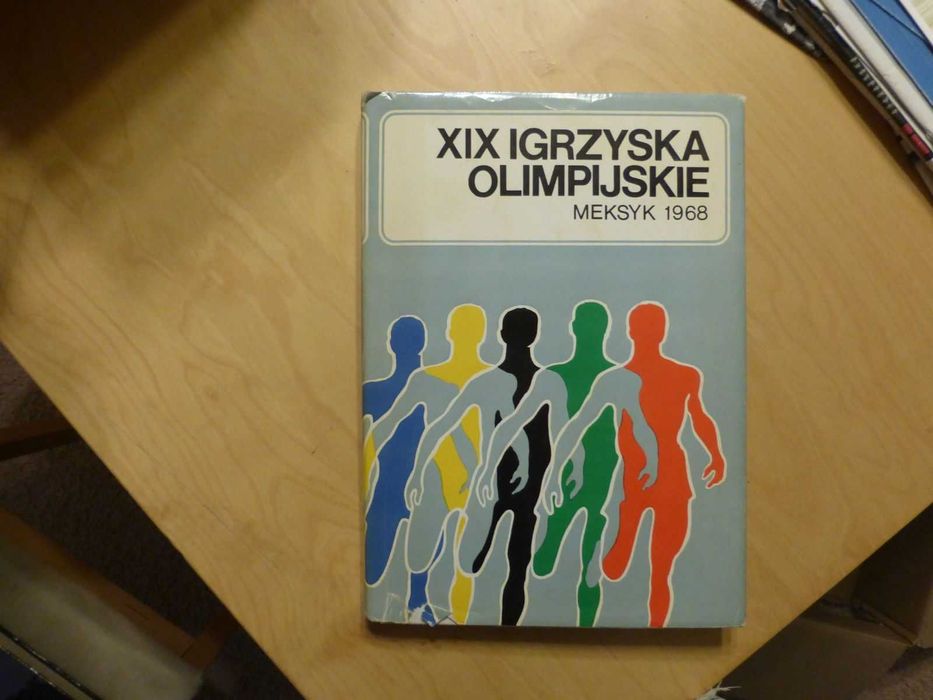 XIX IGRZYSKA
OLIMPIJSKIE
MEKSYK 1968